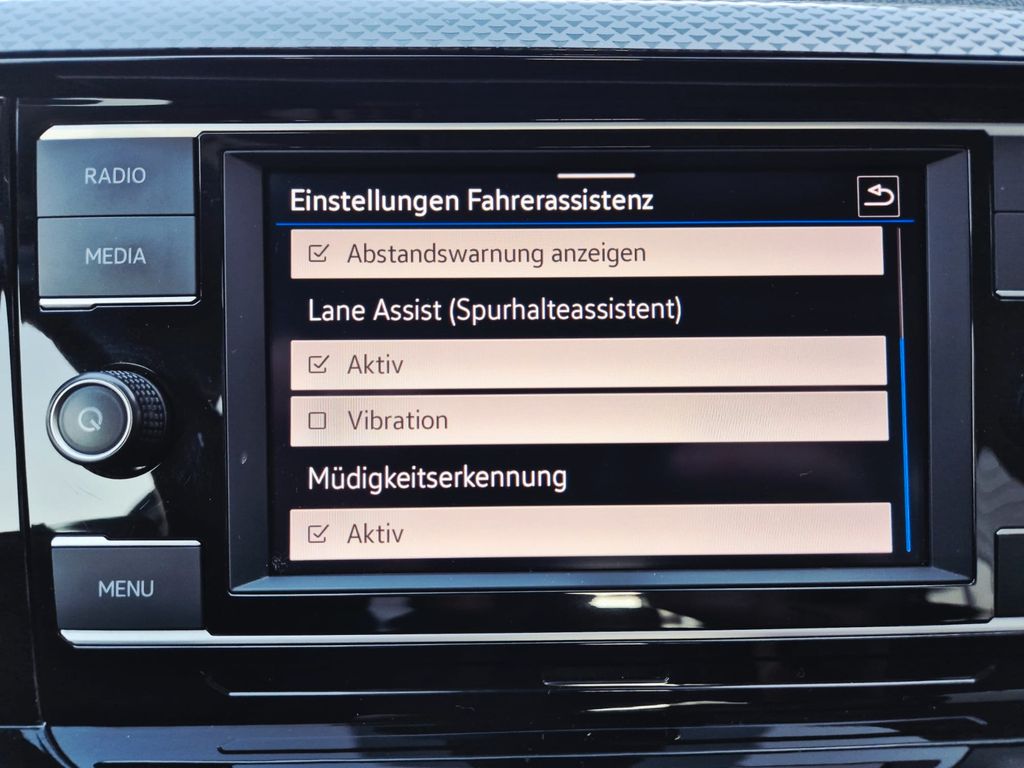 RADIO
MEDIA
MENU
Einstellungen Fahrerassistenz
Abstandswarnung anzeigen
Lane Assist (Spurhalteassistent)
Aktiv
Vibration
Müdigkeitserkennung
Aktiv